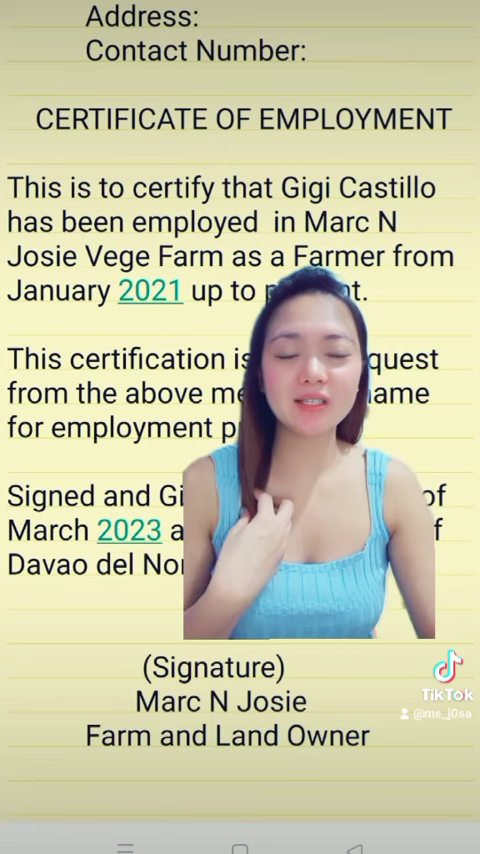 Address:
Contact Number:
CERTIFICATE OF EMPLOYMENT
This is to certify that Gigi Castillo
has been employed in Marc N
Josie Vege Farm as a Farmer from
January 2021 up to
This certification
from the above
for employment
Signed and of
March 2023
Davao del
(Signature)
Marc N Josie
Farm and Land Owner
TikTok
@ms_j0sa